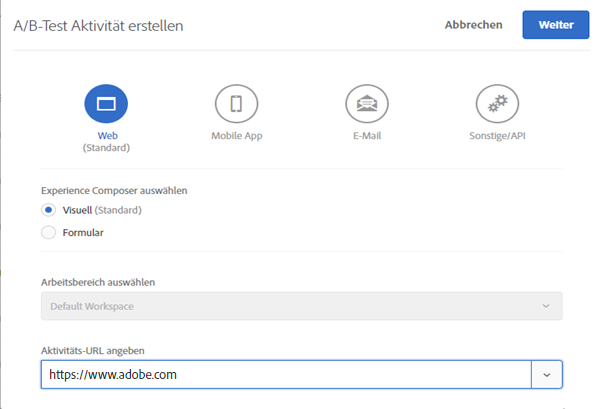 A/B-Test Aktivität erstellen
Abbrechen
Weiter
Web
(Standard)
Mobile App
E-Mail
Sonstige/API
Experience Composer auswählen
Visuell (Standard)
Formular
Arbeitsbereich auswählen
Default Workspace
Aktivitäts-URL angeben
https://www.adobe.com